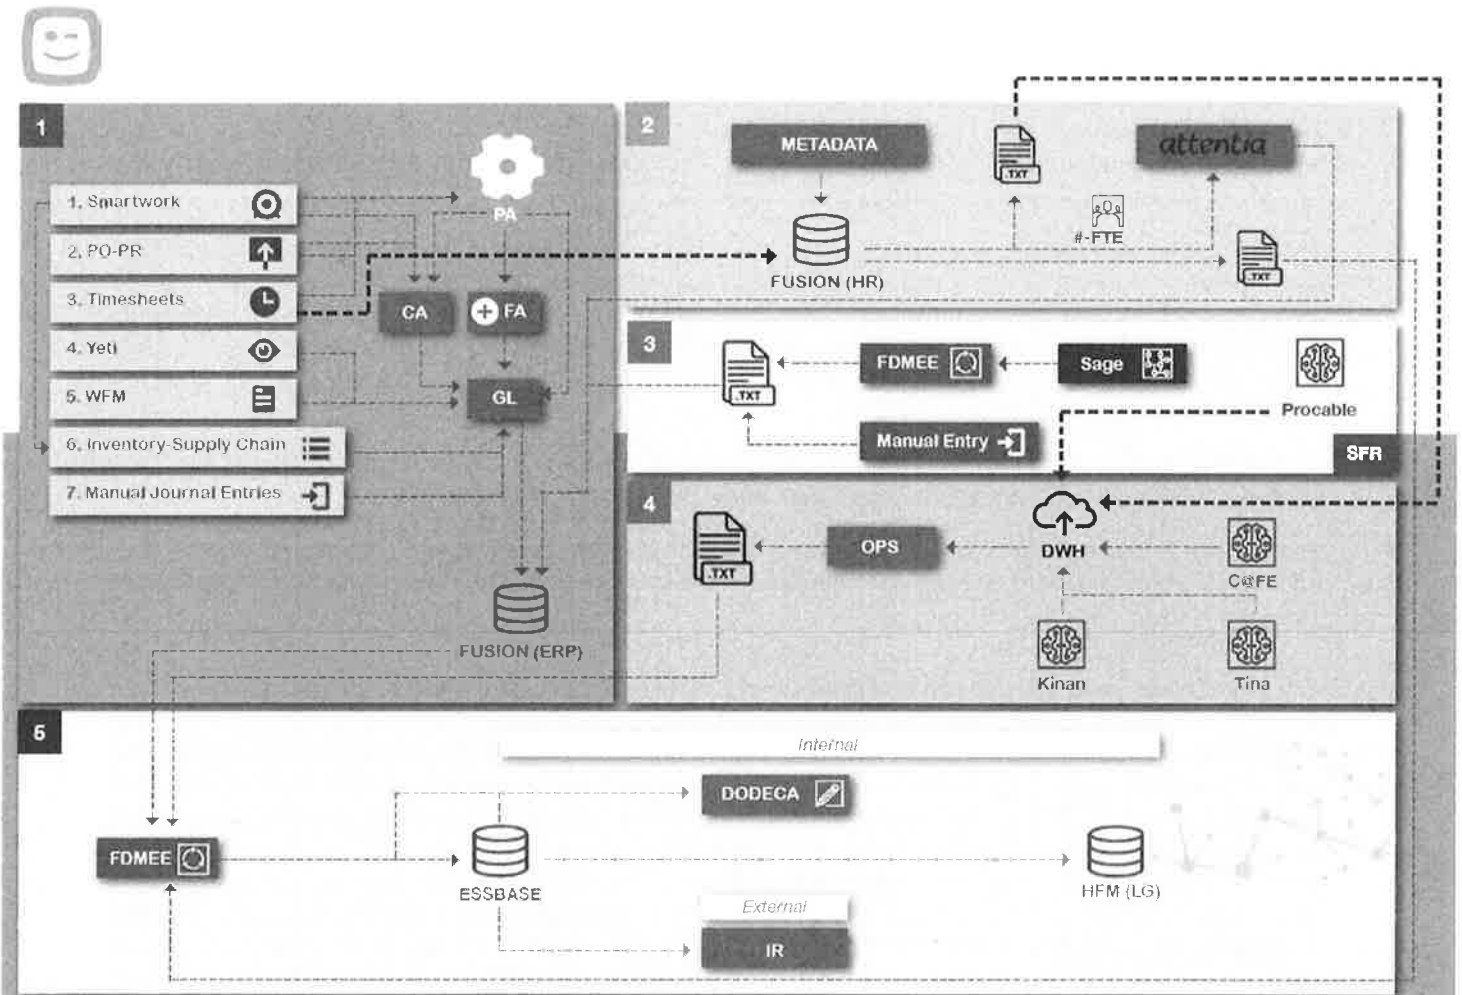 1
PA
1. Smartwork
2. PO-PR
3. Timesheets
4. Yeti
5. WFM
6. Inventory-Supply Chain
7. Manual Journal Entries
CA
FA
GL
FUSION (ERP)
2
METADATA
.TXT
attentia
#-FTE
FUSION (HR)
.TXT
3
.TXT
FDMEE
Sage
Procable
Manual Entry
SFR
4
.TXT
OPS
DWH
C@FE
Kinan
Tina
5
Internal
DODECA
FDMEE
ESSBASE
HFM (LG)
External
IR